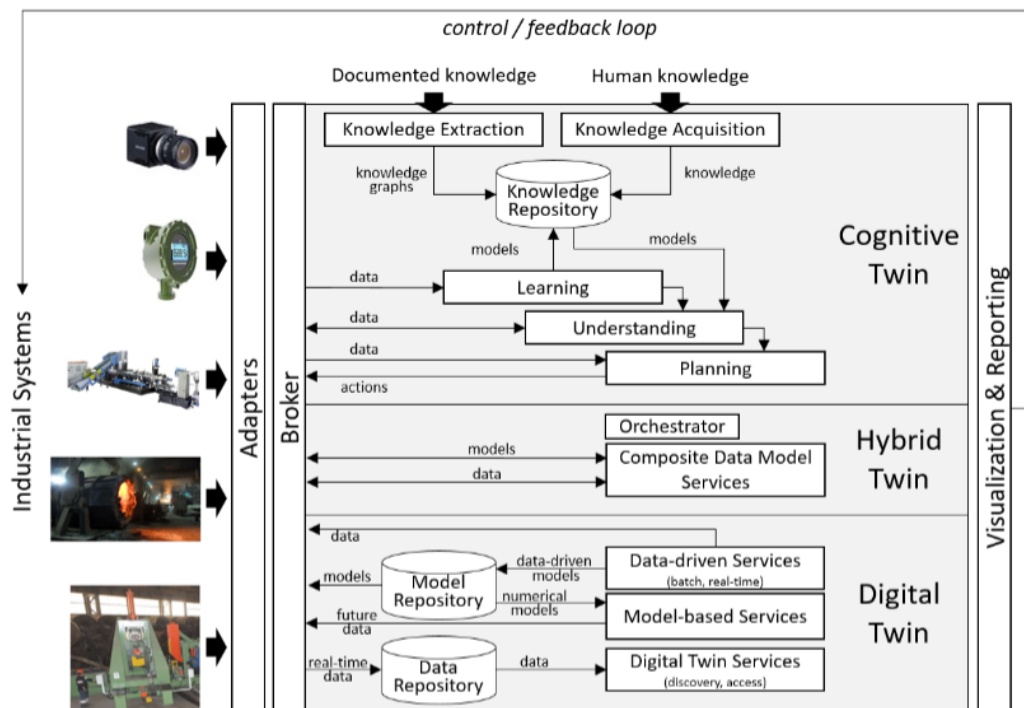 control / feedback loop
Documented knowledge
Human knowledge
Knowledge Extraction
Knowledge Acquisition
knowledge
graphs
Knowledge
Repository
knowledge
models
models
Cognitive
Twin
data
Learning
data
Understanding
data
Planning
actions
Industrial Systems
Adapters
Broker
Visualization & Reporting
Orchestrator
Hybrid
Twin
models
Composite Data Model
Services
data
data
Data-driven Services
(batch, real-time)
data-driven
models
models
Model
Repository
numerical
models
Model-based Services
Digital
Twin
future
data
real-time
data
Data
Repository
data
Digital Twin Services
(discovery, access)